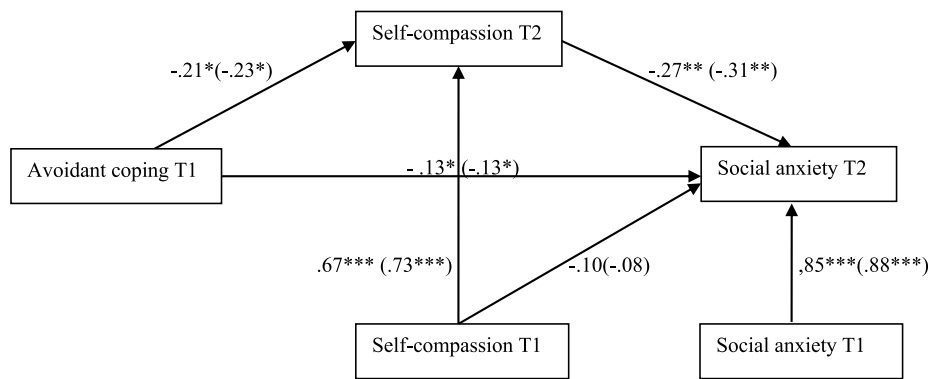 Self-compassion T2
-.21*(-.23*)
-.27** (-.31**)
Avoidant coping T1
- .13* (-.13*)
Social anxiety T2
.67*** (.73***)
-.10(-.08)
,85***(.88***)
Self-compassion T1
Social anxiety T1